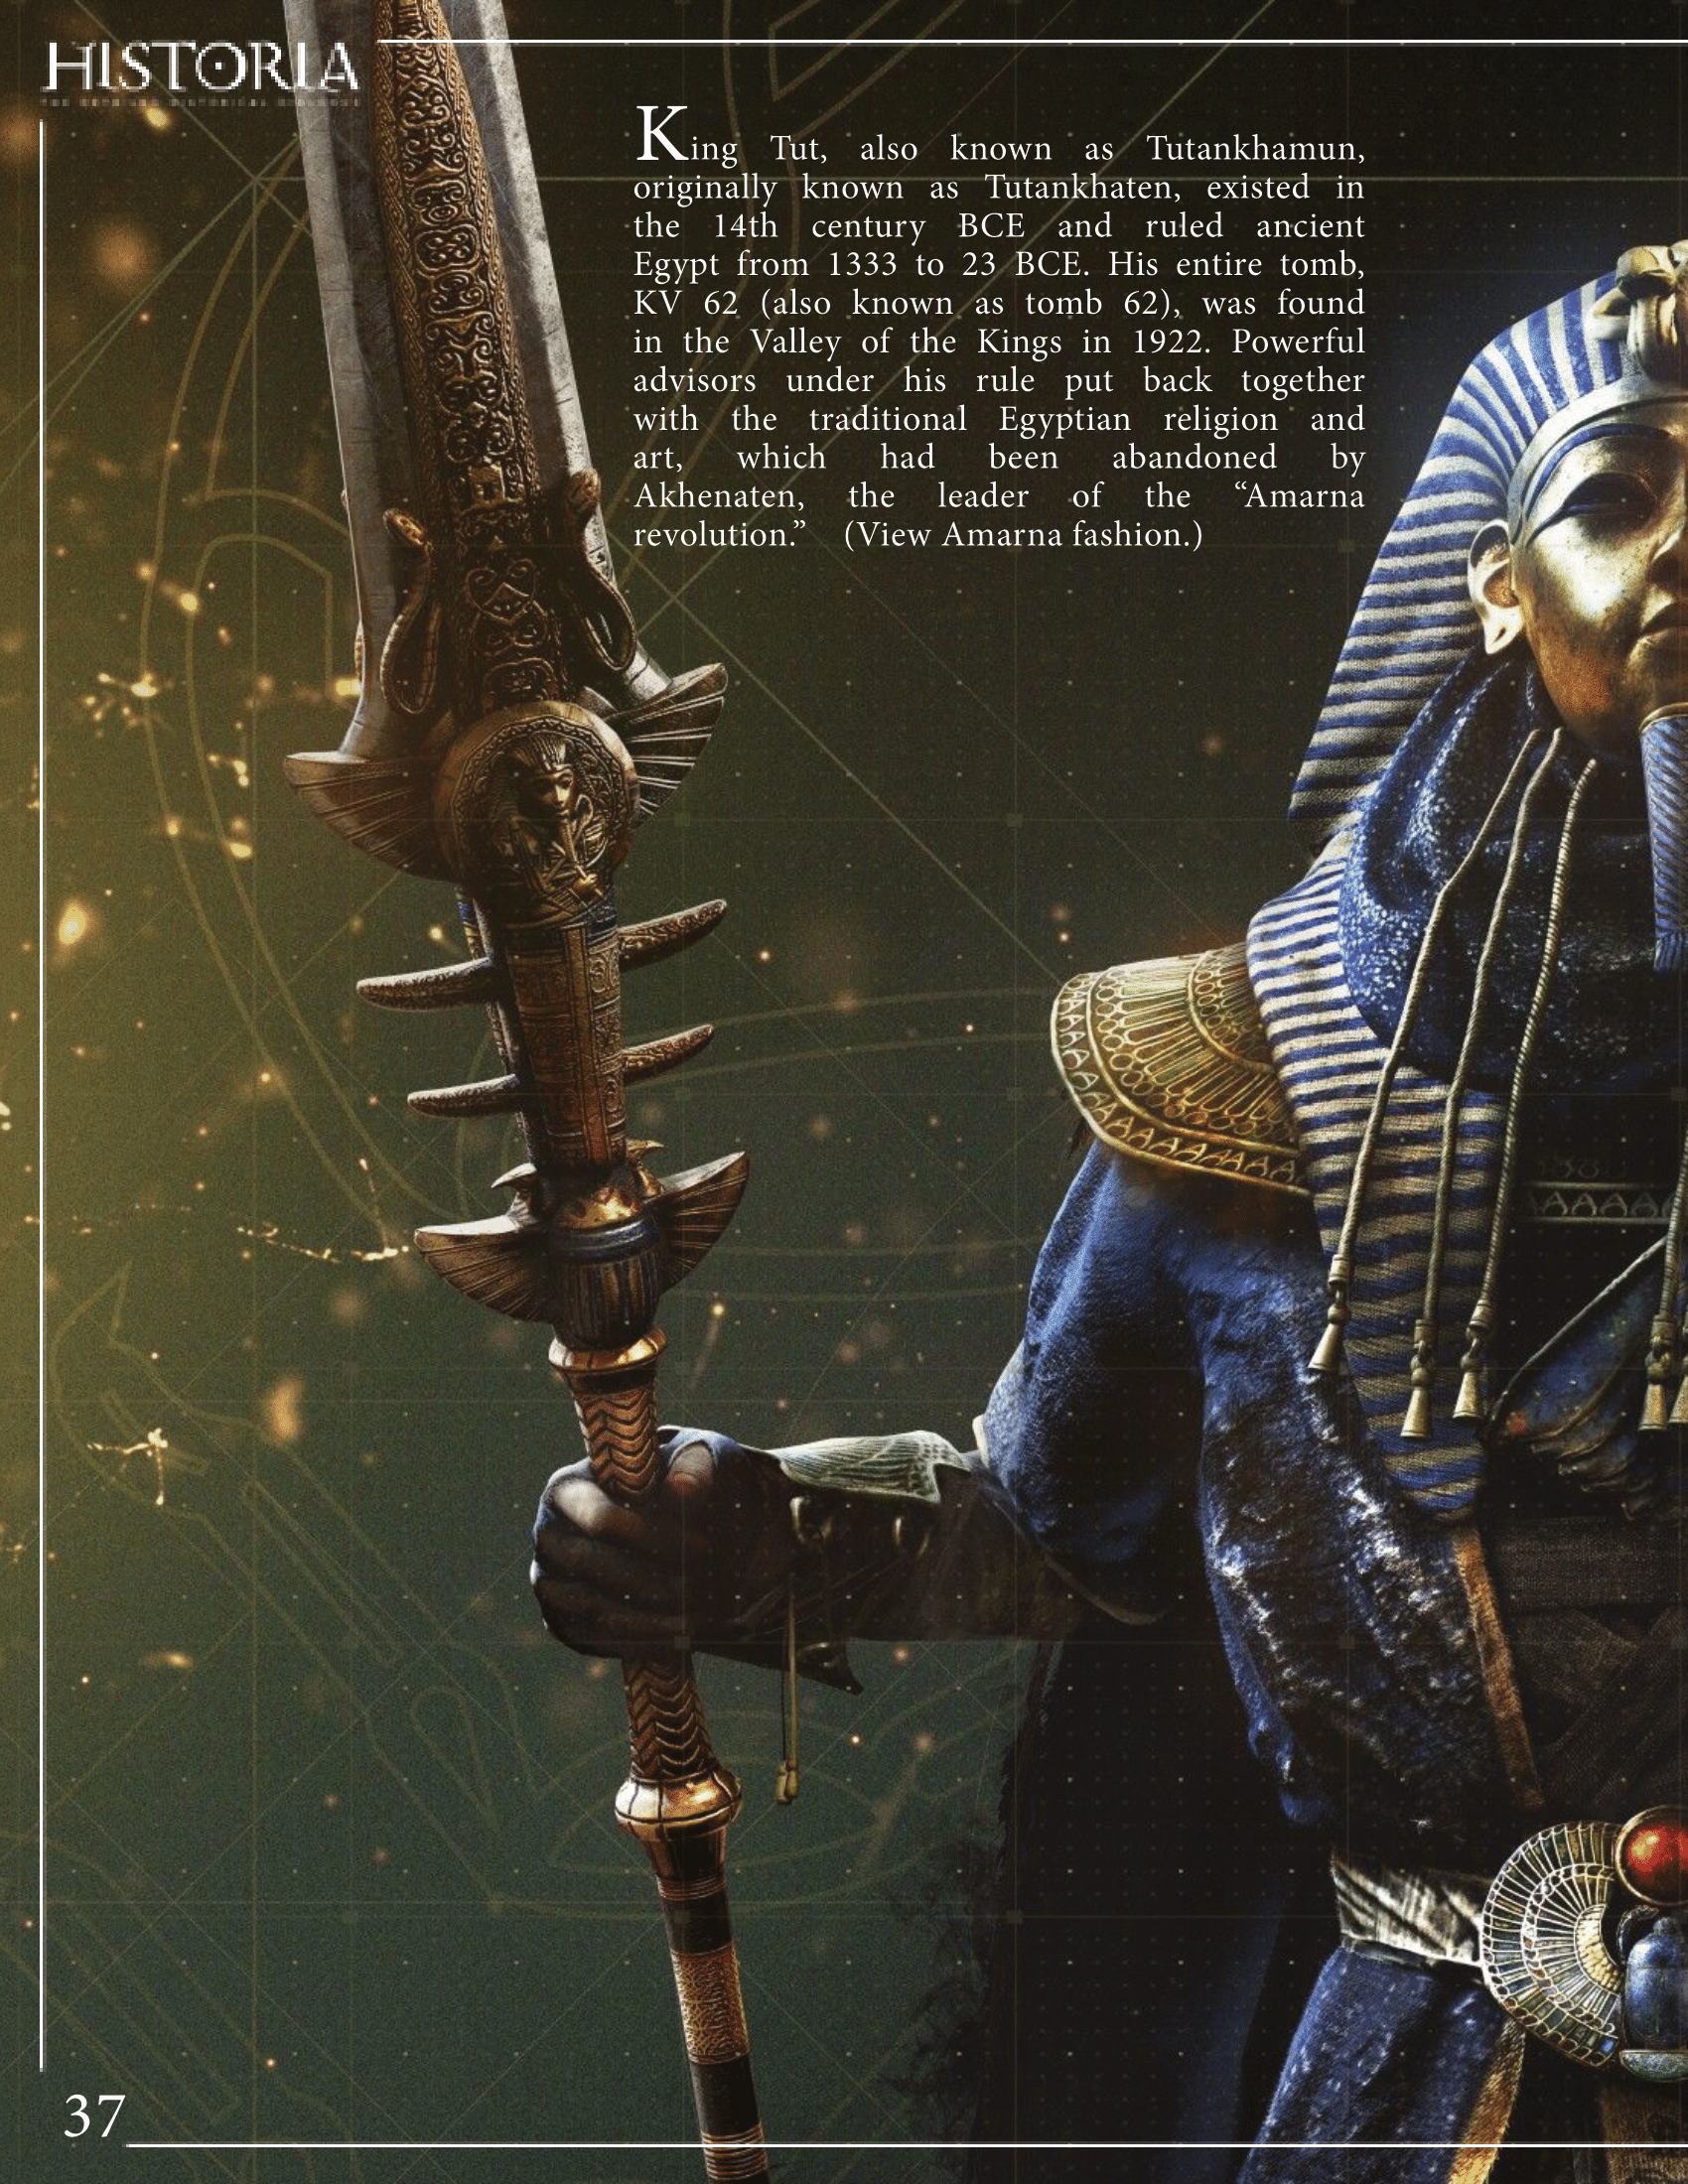 HISTORIA
King Tut, also known as Tutankhamun,
originally known as Tutankhaten, existed in
the 14th century BCE and ruled ancient
Egypt from 1333 to 23 BCE. His entire tomb,
KV 62 (also known as tomb 62), was found
in the Valley of the Kings in 1922. Powerful
advisors under his rule put back together
with the traditional Egyptian religion and
art, which had been abandoned by
Akhenaten, the leader of the “Amarna
revolution.” (View Amarna fashion.)
37